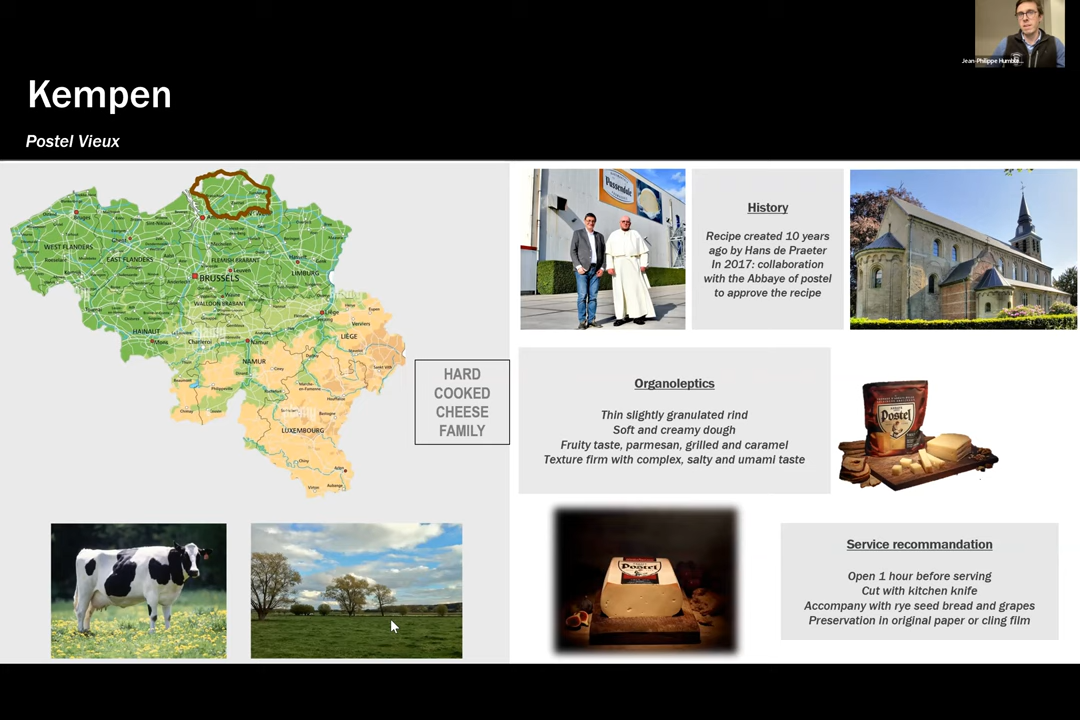 Jean-Philippe Humble...
Kempen
Postel Vieux
WEST FLANDERS
EAST FLANDERS
FLEMISH BRABANT
BRUSSELS
LIMBURG
WALLOON BRABANT
HAINAUT
LIÈGE
NAMUR
LUXEMBOURG
HARD
COOKED
CHEESE
FAMILY
Passendale
History
Recipe created 10 years
ago by Hans de Praeter
In 2017: collaboration
with the Abbaye of postel
to approve the recipe
Organoleptics
Thin slightly granulated rind
Soft and creamy dough
Fruity taste, parmesan, grilled and caramel
Texture firm with complex, salty and umami taste
Postel
Postel
Service recommandation
Open 1 hour before serving
Cut with kitchen knife
Accompany with rye seed bread and grapes
Preservation in original paper or cling film